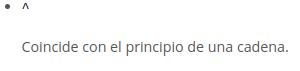 • ^
Coincide con el principio de una cadena.